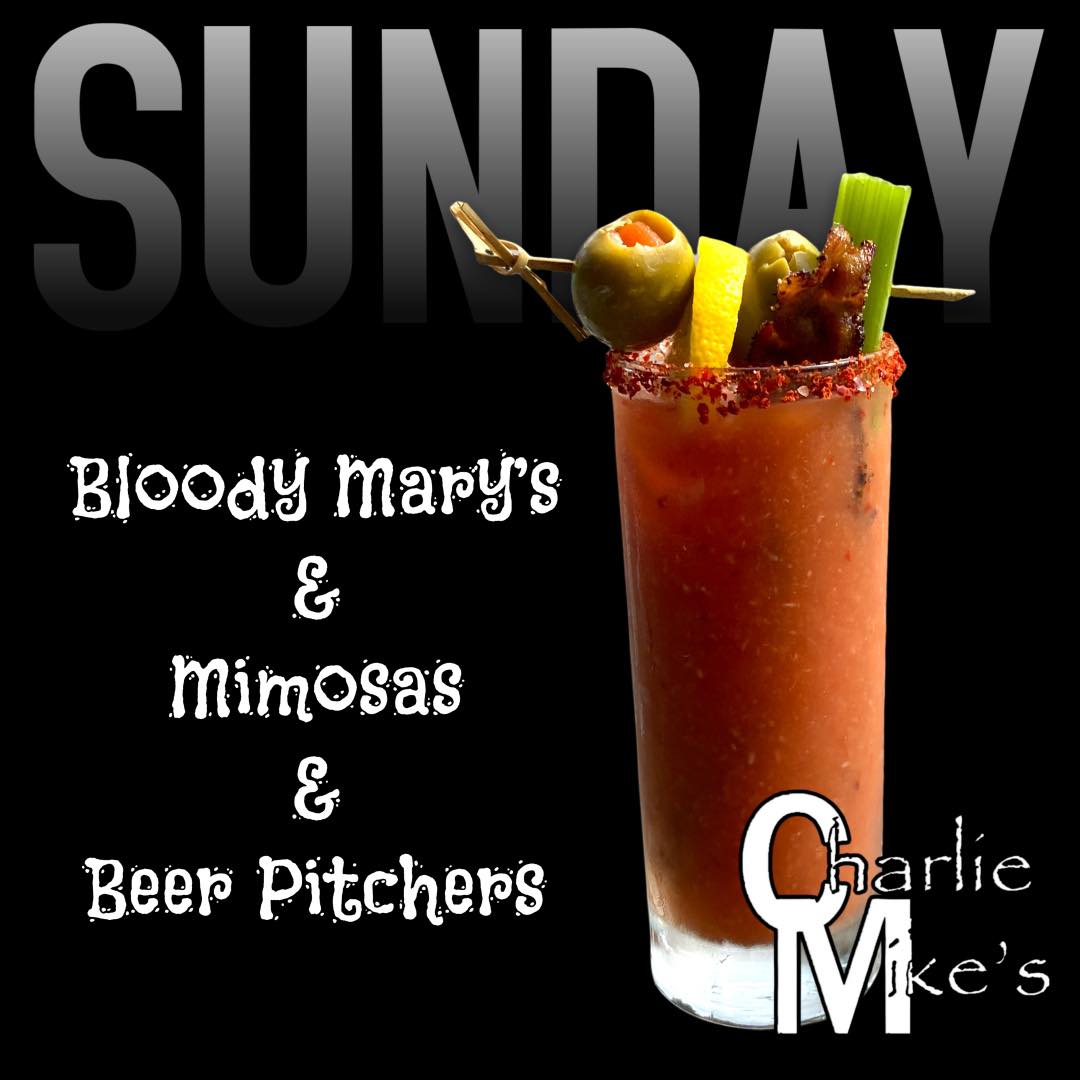 SUNDAY
Bloody Mary's
&
Mimosas
&
Beer Pitchers
Charlie
Mike's